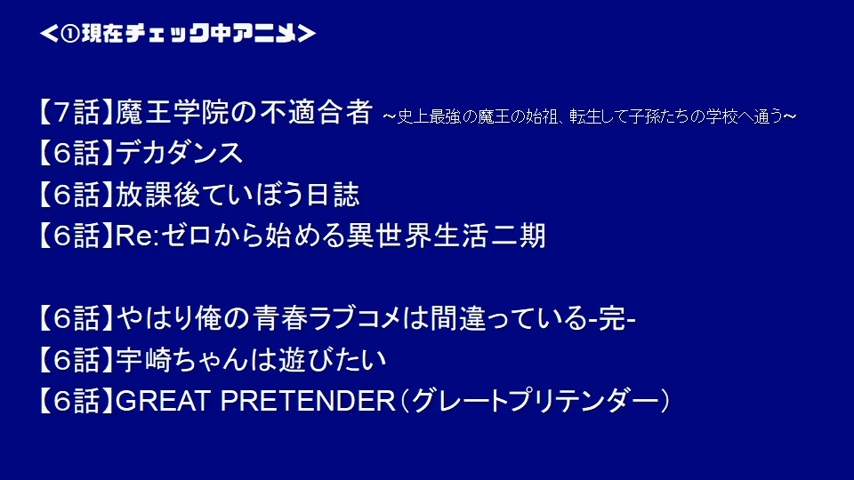 ＜①現在チェック中アニメ＞
【７話】魔王学院の不適合者 ～史上最強の魔王の始祖、転生して子孫たちの学校へ通う～
【６話】デカダンス
【６話】放課後ていぼう日誌
【６話】Re:ゼロから始める異世界生活二期
【６話】やはり俺の青春ラブコメは間違っている-完-
【６話】宇崎ちゃんは遊びたい
【６話】GREAT PRETENDER（グレートプリテンダー）